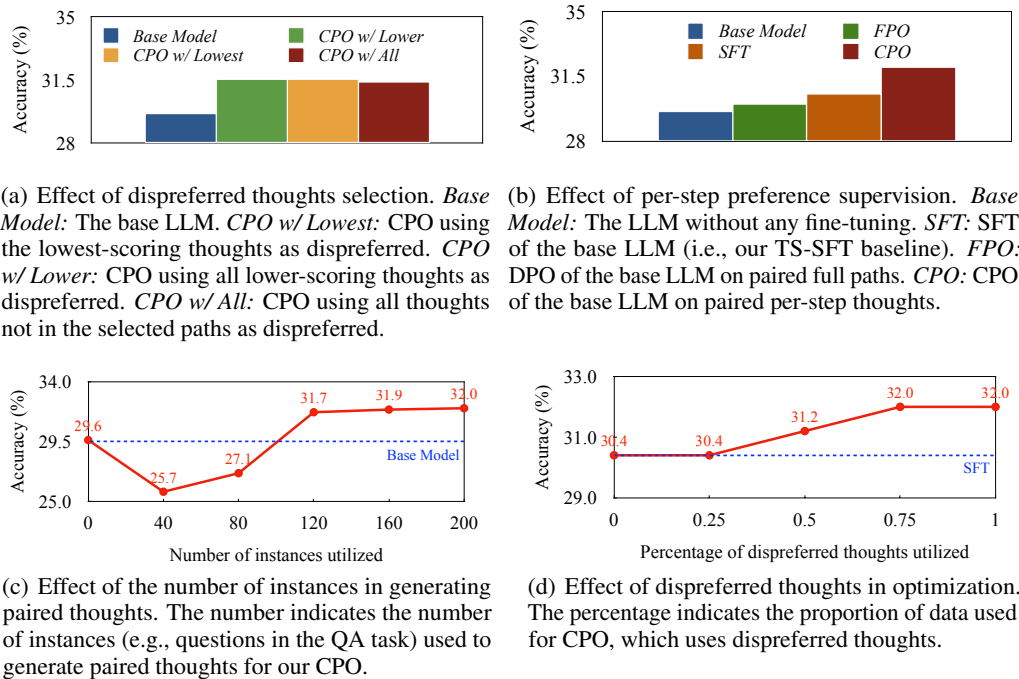 35
Accuracy (%)
31.5
28
Base Model
CPO w/ Lower
CPO w/ Lowest
CPO w/ All
(a) Effect of dispreferred thoughts selection. Base
Model: The base LLM. CPO w/ Lowest: CPO using
the lowest-scoring thoughts as dispreferred. CPO
w/ Lower: CPO using all lower-scoring thoughts as
dispreferred. CPO w/ All: CPO using all thoughts
not in the selected paths as dispreferred.
35
Accuracy (%)
31.5
28
Base Model
FPO
SFT
CPO
(b) Effect of per-step preference supervision. Base
Model: The LLM without any fine-tuning. SFT: SFT
of the base LLM (i.e., our TS-SFT baseline). FPO:
DPO of the base LLM on paired full paths. CPO: CPO
of the base LLM on paired per-step thoughts.
34.0
Accuracy (%)
29.5
25.0
29.6
25.7
27.1
31.7
31.9
32.0
Base Model
0 40 80 120 160 200
Number of instances utilized
(c) Effect of the number of instances in generating
paired thoughts. The number indicates the number
of instances (e.g., questions in the QA task) used to
generate paired thoughts for our CPO.
33.0
Accuracy (%)
31.0
29.0
30.4
30.4
31.2
32.0
32.0
SFT
0 0.25 0.5 0.75 1
Percentage of dispreferred thoughts utilized
(d) Effect of dispreferred thoughts in optimization.
The percentage indicates the proportion of data used
for CPO, which uses dispreferred thoughts.